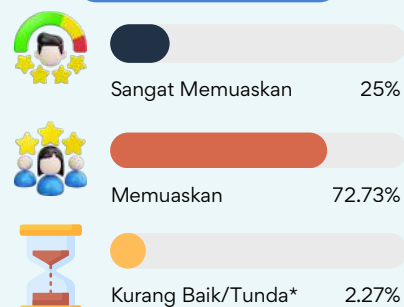 Sangat Memuaskan 25%
Memuaskan 72.73%
Kurang Baik/Tunda* 2.27%